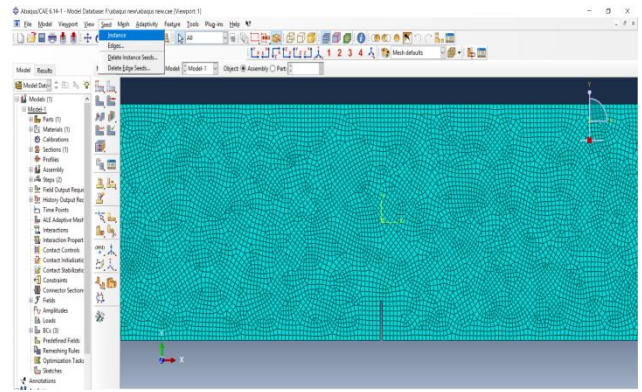 Abaqus/CAE 6.14-1 - Model Database: F:\abaqus new\abaqus new.cae [Viewport: 1]
File Model Viewport View Seed Mesh Adaptivity Feature Tools Plug-ins Help
Instance
All
Edges...
1 2 3 4 Mesh defaults
Delete Instance Seeds...
Model Results
Delete Edge Seeds...
Model: Model-1 Object: Assembly Part:
Models (1)
Model-1
Parts (1)
Materials (1)
Calibrations
Sections (1)
Profiles
Assembly
Steps (2)
Field Output Reque
History Output Rec
Time Points
ALE Adaptive Mesh
Interactions
Interaction Propert
Contact Controls
Contact Initializatic
Contact Stabilizatic
Constraints
Connector Section
Fields
Amplitudes
Loads
BCs (3)
Predefined Fields
Remeshing Rules
Optimization Tasks
Sketches
Annotations
Y
X